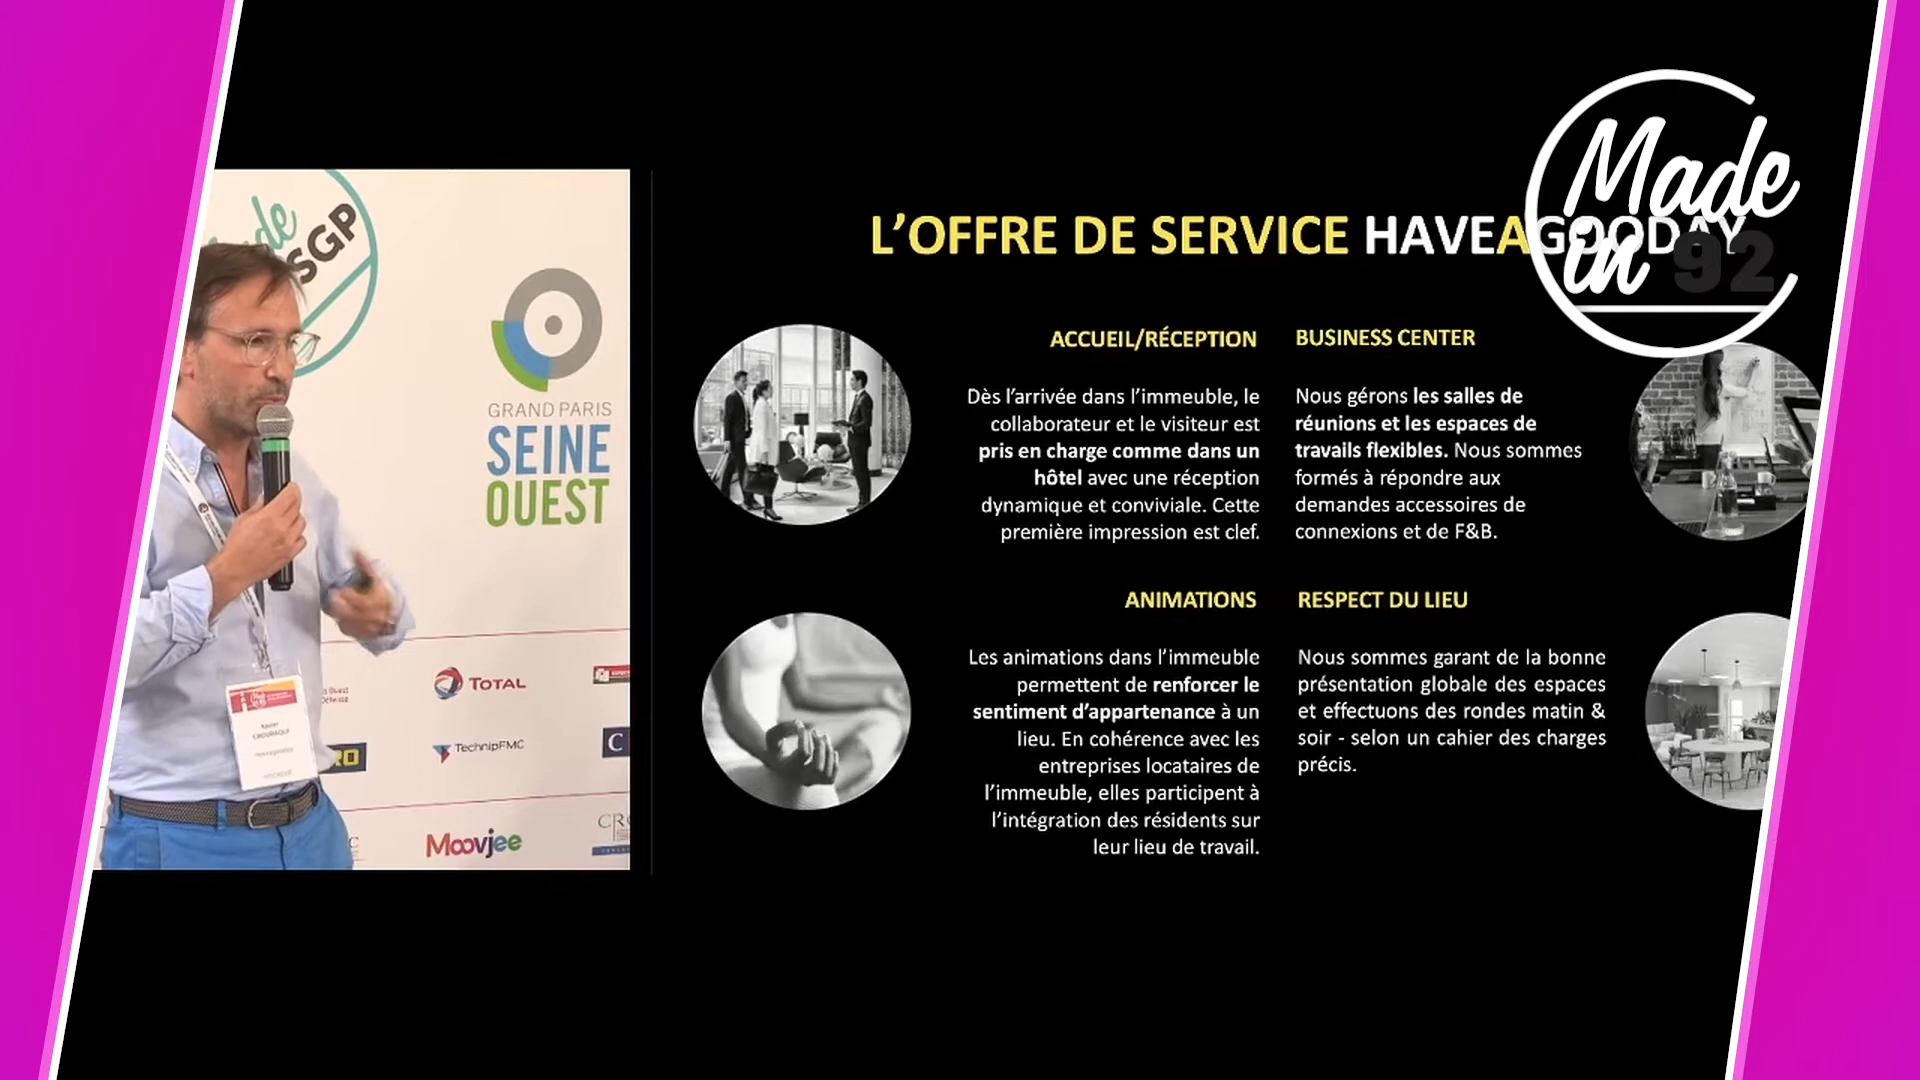 Made
in 92
de
SGP
GRAND PARIS
SEINE
OUEST
TOTAL
TechnipFMC
RO
C
Moovjee
Xavier
CHOURAQUI
L’OFFRE DE SERVICE HAVEAGOODAY
ACCUEIL/RÉCEPTION
Dès l’arrivée dans l’immeuble, le
collaborateur et le visiteur est
pris en charge comme dans un
hôtel avec une réception
dynamique et conviviale. Cette
première impression est clef.
BUSINESS CENTER
Nous gérons les salles de
réunions et les espaces de
travails flexibles. Nous sommes
formés à répondre aux
demandes accessoires de
connexions et de F&B.
ANIMATIONS
Les animations dans l’immeuble
permettent de renforcer le
sentiment d’appartenance à un
lieu. En cohérence avec les
entreprises locataires de
l’immeuble, elles participent à
l’intégration des résidents sur
leur lieu de travail.
RESPECT DU LIEU
Nous sommes garant de la bonne
présentation globale des espaces
et effectuons des rondes matin &
soir - selon un cahier des charges
précis.